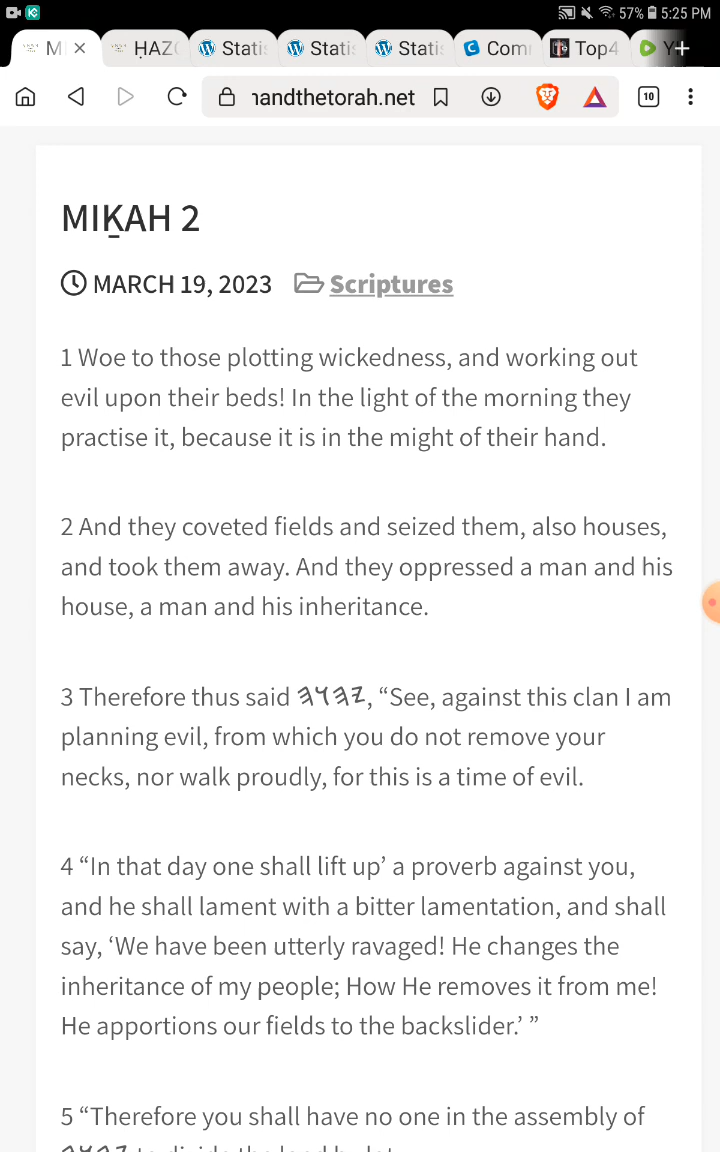 57% 5:25 PM
M ḤAZ Statis Statis Statis Com Top4 Y
handthetorah.net 10
MIḴAH 2
MARCH 19, 2023 Scriptures
1 Woe to those plotting wickedness, and working out
evil upon their beds! In the light of the morning they
practise it, because it is in the might of their hand.
2 And they coveted fields and seized them, also houses,
and took them away. And they oppressed a man and his
house, a man and his inheritance.
3 Therefore thus said 𐤉𐤄𐤅𐤄, “See, against this clan I am
planning evil, from which you do not remove your
necks, nor walk proudly, for this is a time of evil.
4 “In that day one shall lift up’ a proverb against you,
and he shall lament with a bitter lamentation, and shall
say, ‘We have been utterly ravaged! He changes the
inheritance of my people; How He removes it from me!
He apportions our fields to the backslider.’ ”
5 “Therefore you shall have no one in the assembly of